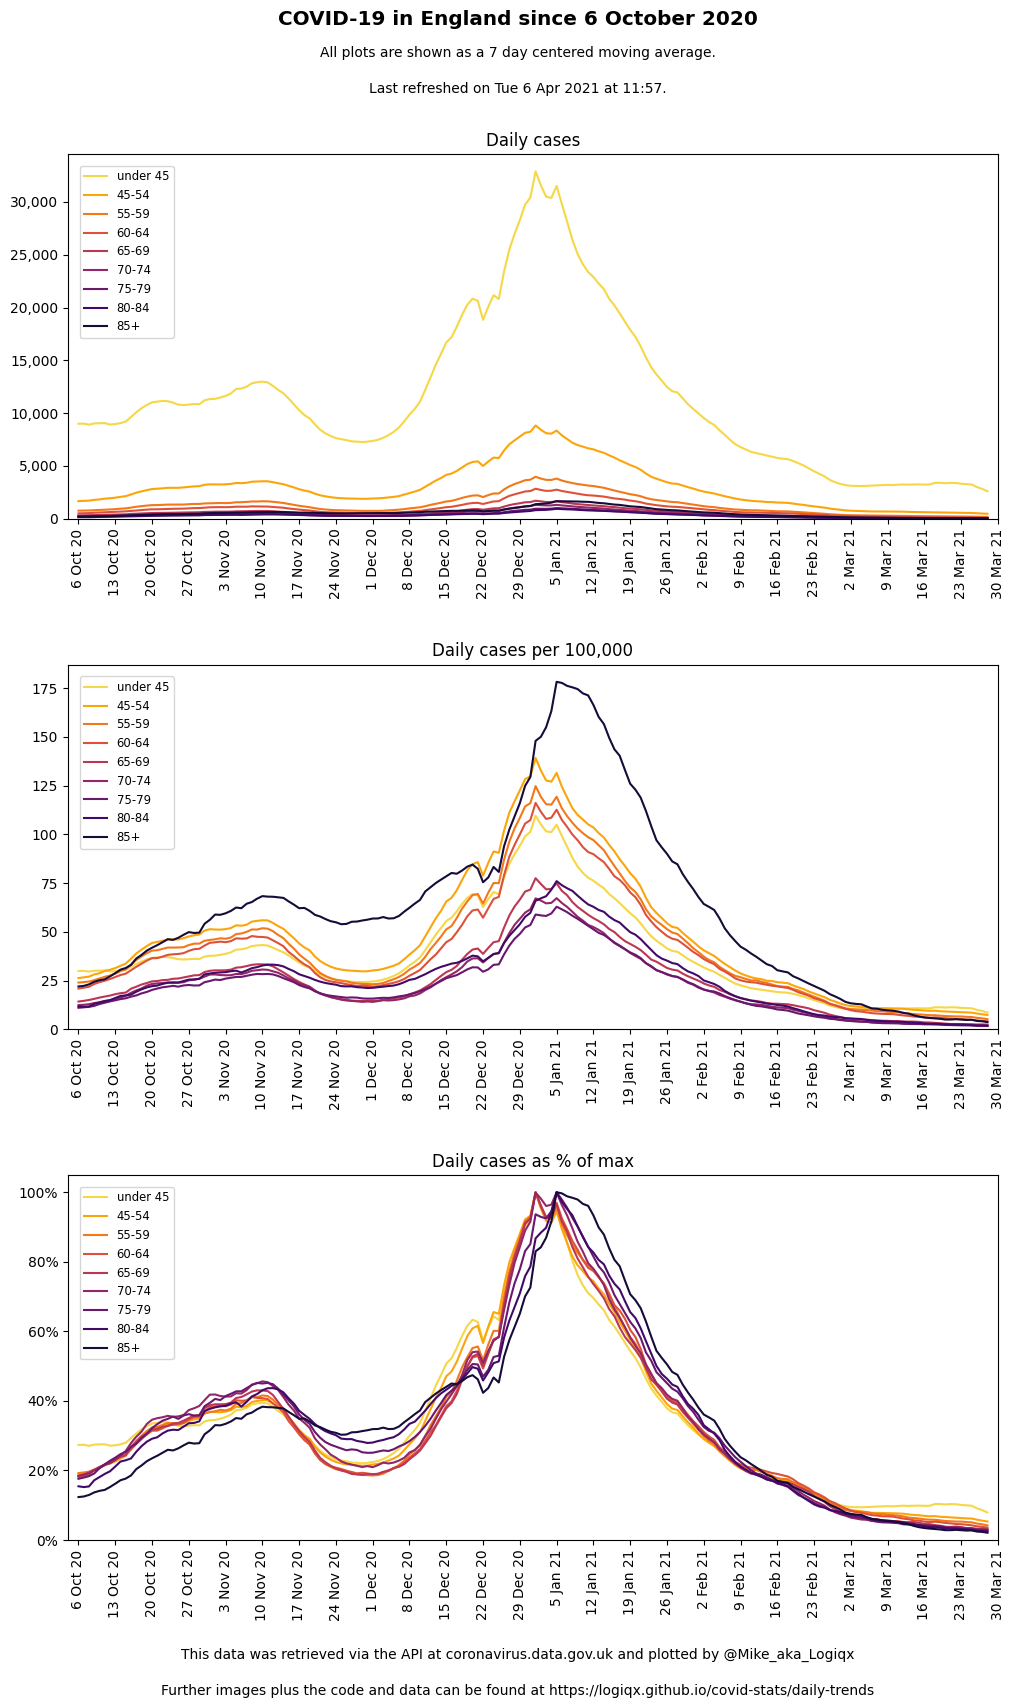 COVID-19 in England since 6 October 2020
All plots are shown as a 7 day centered moving average.
Last refreshed on Tue 6 Apr 2021 at 11:57.
Daily cases
under 45
45-54
55-59
60-64
65-69
70-74
75-79
80-84
85+
30,000
25,000
20,000
15,000
10,000
5,000
0
6 Oct 20
13 Oct 20
20 Oct 20
27 Oct 20
3 Nov 20
10 Nov 20
17 Nov 20
24 Nov 20
1 Dec 20
8 Dec 20
15 Dec 20
22 Dec 20
29 Dec 20
5 Jan 21
12 Jan 21
19 Jan 21
26 Jan 21
2 Feb 21
9 Feb 21
16 Feb 21
23 Feb 21
2 Mar 21
9 Mar 21
16 Mar 21
23 Mar 21
30 Mar 21
Daily cases per 100,000
under 45
45-54
55-59
60-64
65-69
70-74
75-79
80-84
85+
175
150
125
100
75
50
25
0
6 Oct 20
13 Oct 20
20 Oct 20
27 Oct 20
3 Nov 20
10 Nov 20
17 Nov 20
24 Nov 20
1 Dec 20
8 Dec 20
15 Dec 20
22 Dec 20
29 Dec 20
5 Jan 21
12 Jan 21
19 Jan 21
26 Jan 21
2 Feb 21
9 Feb 21
16 Feb 21
23 Feb 21
2 Mar 21
9 Mar 21
16 Mar 21
23 Mar 21
30 Mar 21
Daily cases as % of max
under 45
45-54
55-59
60-64
65-69
70-74
75-79
80-84
85+
100%
80%
60%
40%
20%
0%
6 Oct 20
13 Oct 20
20 Oct 20
27 Oct 20
3 Nov 20
10 Nov 20
17 Nov 20
24 Nov 20
1 Dec 20
8 Dec 20
15 Dec 20
22 Dec 20
29 Dec 20
5 Jan 21
12 Jan 21
19 Jan 21
26 Jan 21
2 Feb 21
9 Feb 21
16 Feb 21
23 Feb 21
2 Mar 21
9 Mar 21
16 Mar 21
23 Mar 21
30 Mar 21
This data was retrieved via the API at coronavirus.data.gov.uk and plotted by @Mike_aka_Logiqx
Further images plus the code and data can be found at https://logiqx.github.io/covid-stats/daily-trends